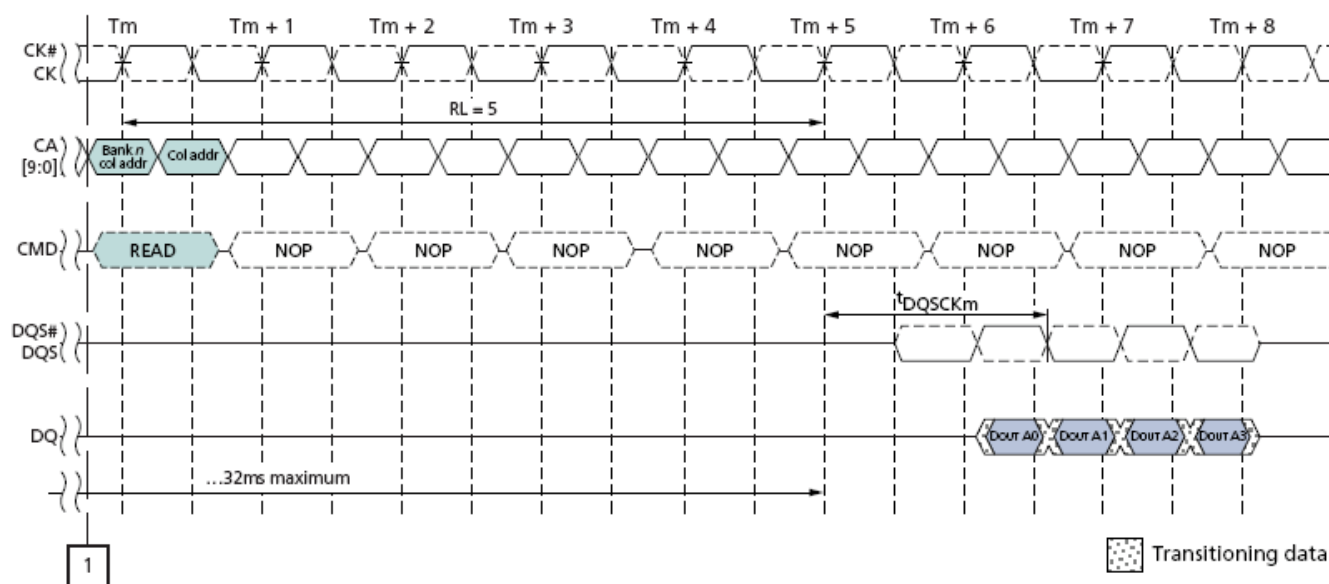 Tm Tm + 1 Tm + 2 Tm + 3 Tm + 4 Tm + 5 Tm + 6 Tm + 7 Tm + 8
CK#
CK
RL = 5
CA
[9:0]
Bank n
col addr
Col addr
CMD READ NOP NOP NOP NOP NOP NOP NOP NOP
tDQSCKm
DQS#
DQS
DQ DOUT A0 DOUT A1 DOUT A2 DOUT A3
...32ms maximum
1
Transitioning data